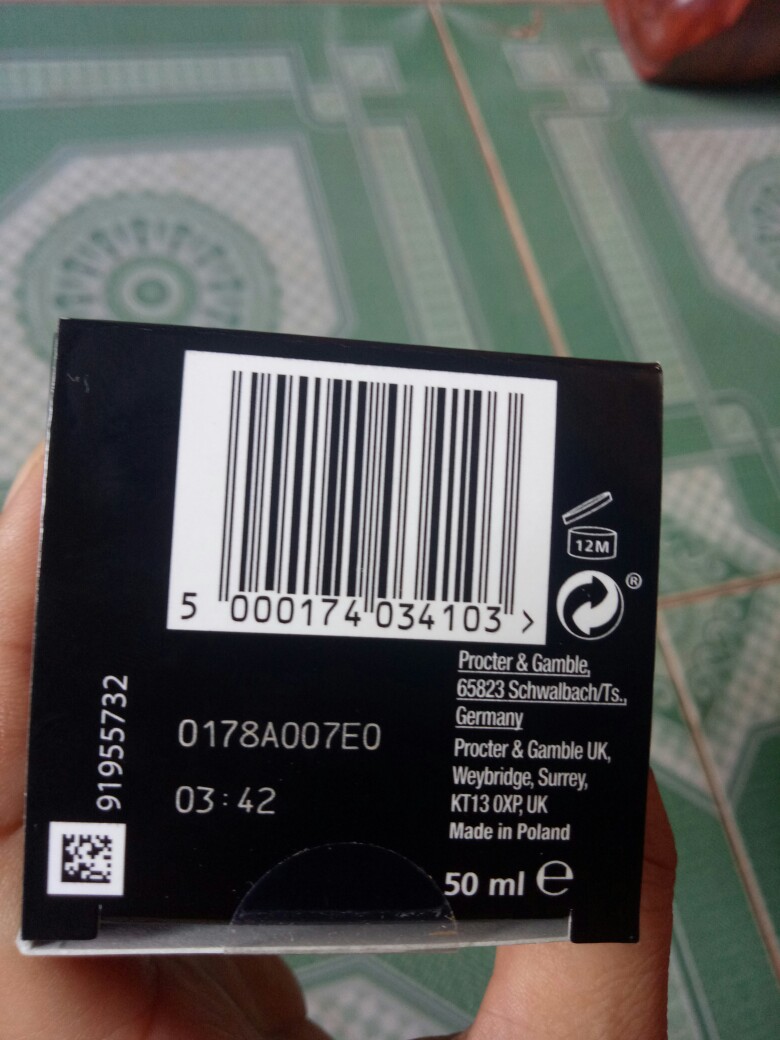 5 000174 034103 >
12M
®
Procter & Gamble,
65823 Schwalbach/Ts.,
Germany
Procter & Gamble UK,
Weybridge, Surrey,
KT13 0XP, UK
Made in Poland
50 ml ℮
0178A007E0
03:42
91955732